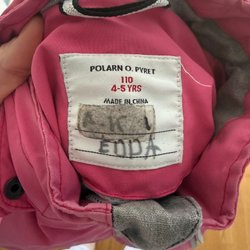 POLARN O. PYRET
110
4-5 YRS
MADE IN CHINA
EDDA